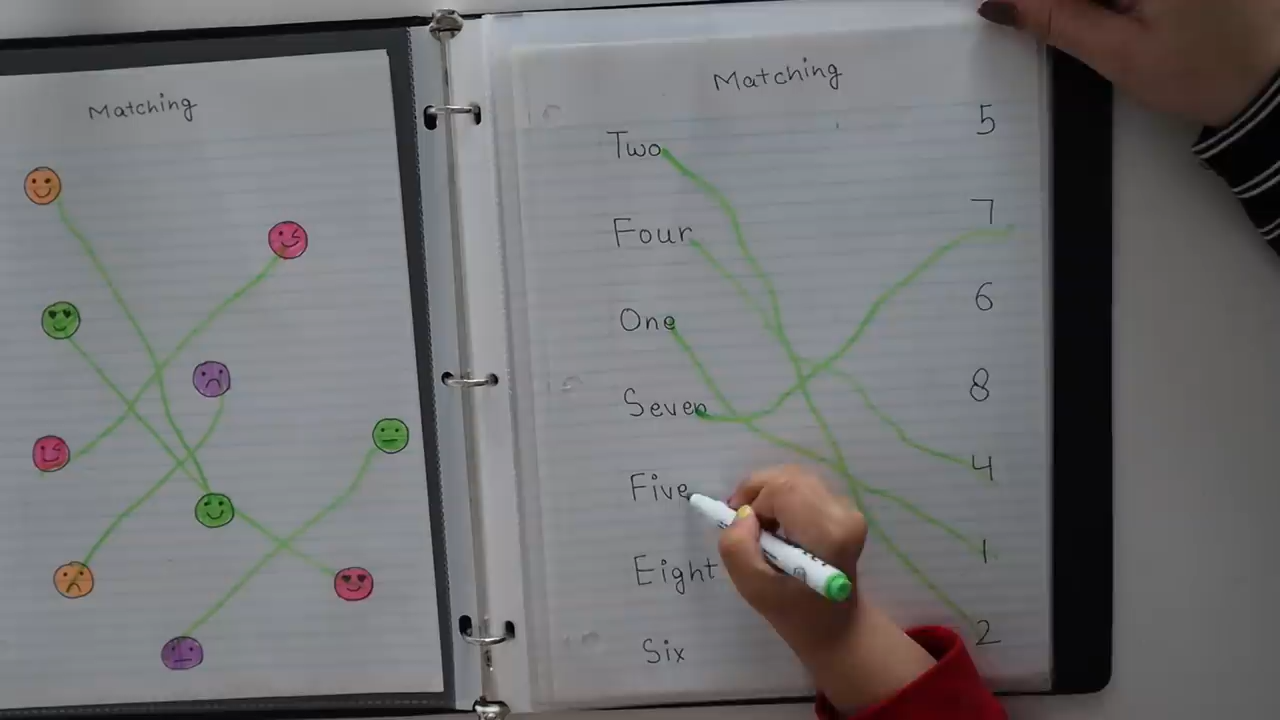 Matching
Matching
Two 5
Four 7
One 6
Seven 8
Five 4
Eight 1
Six 2